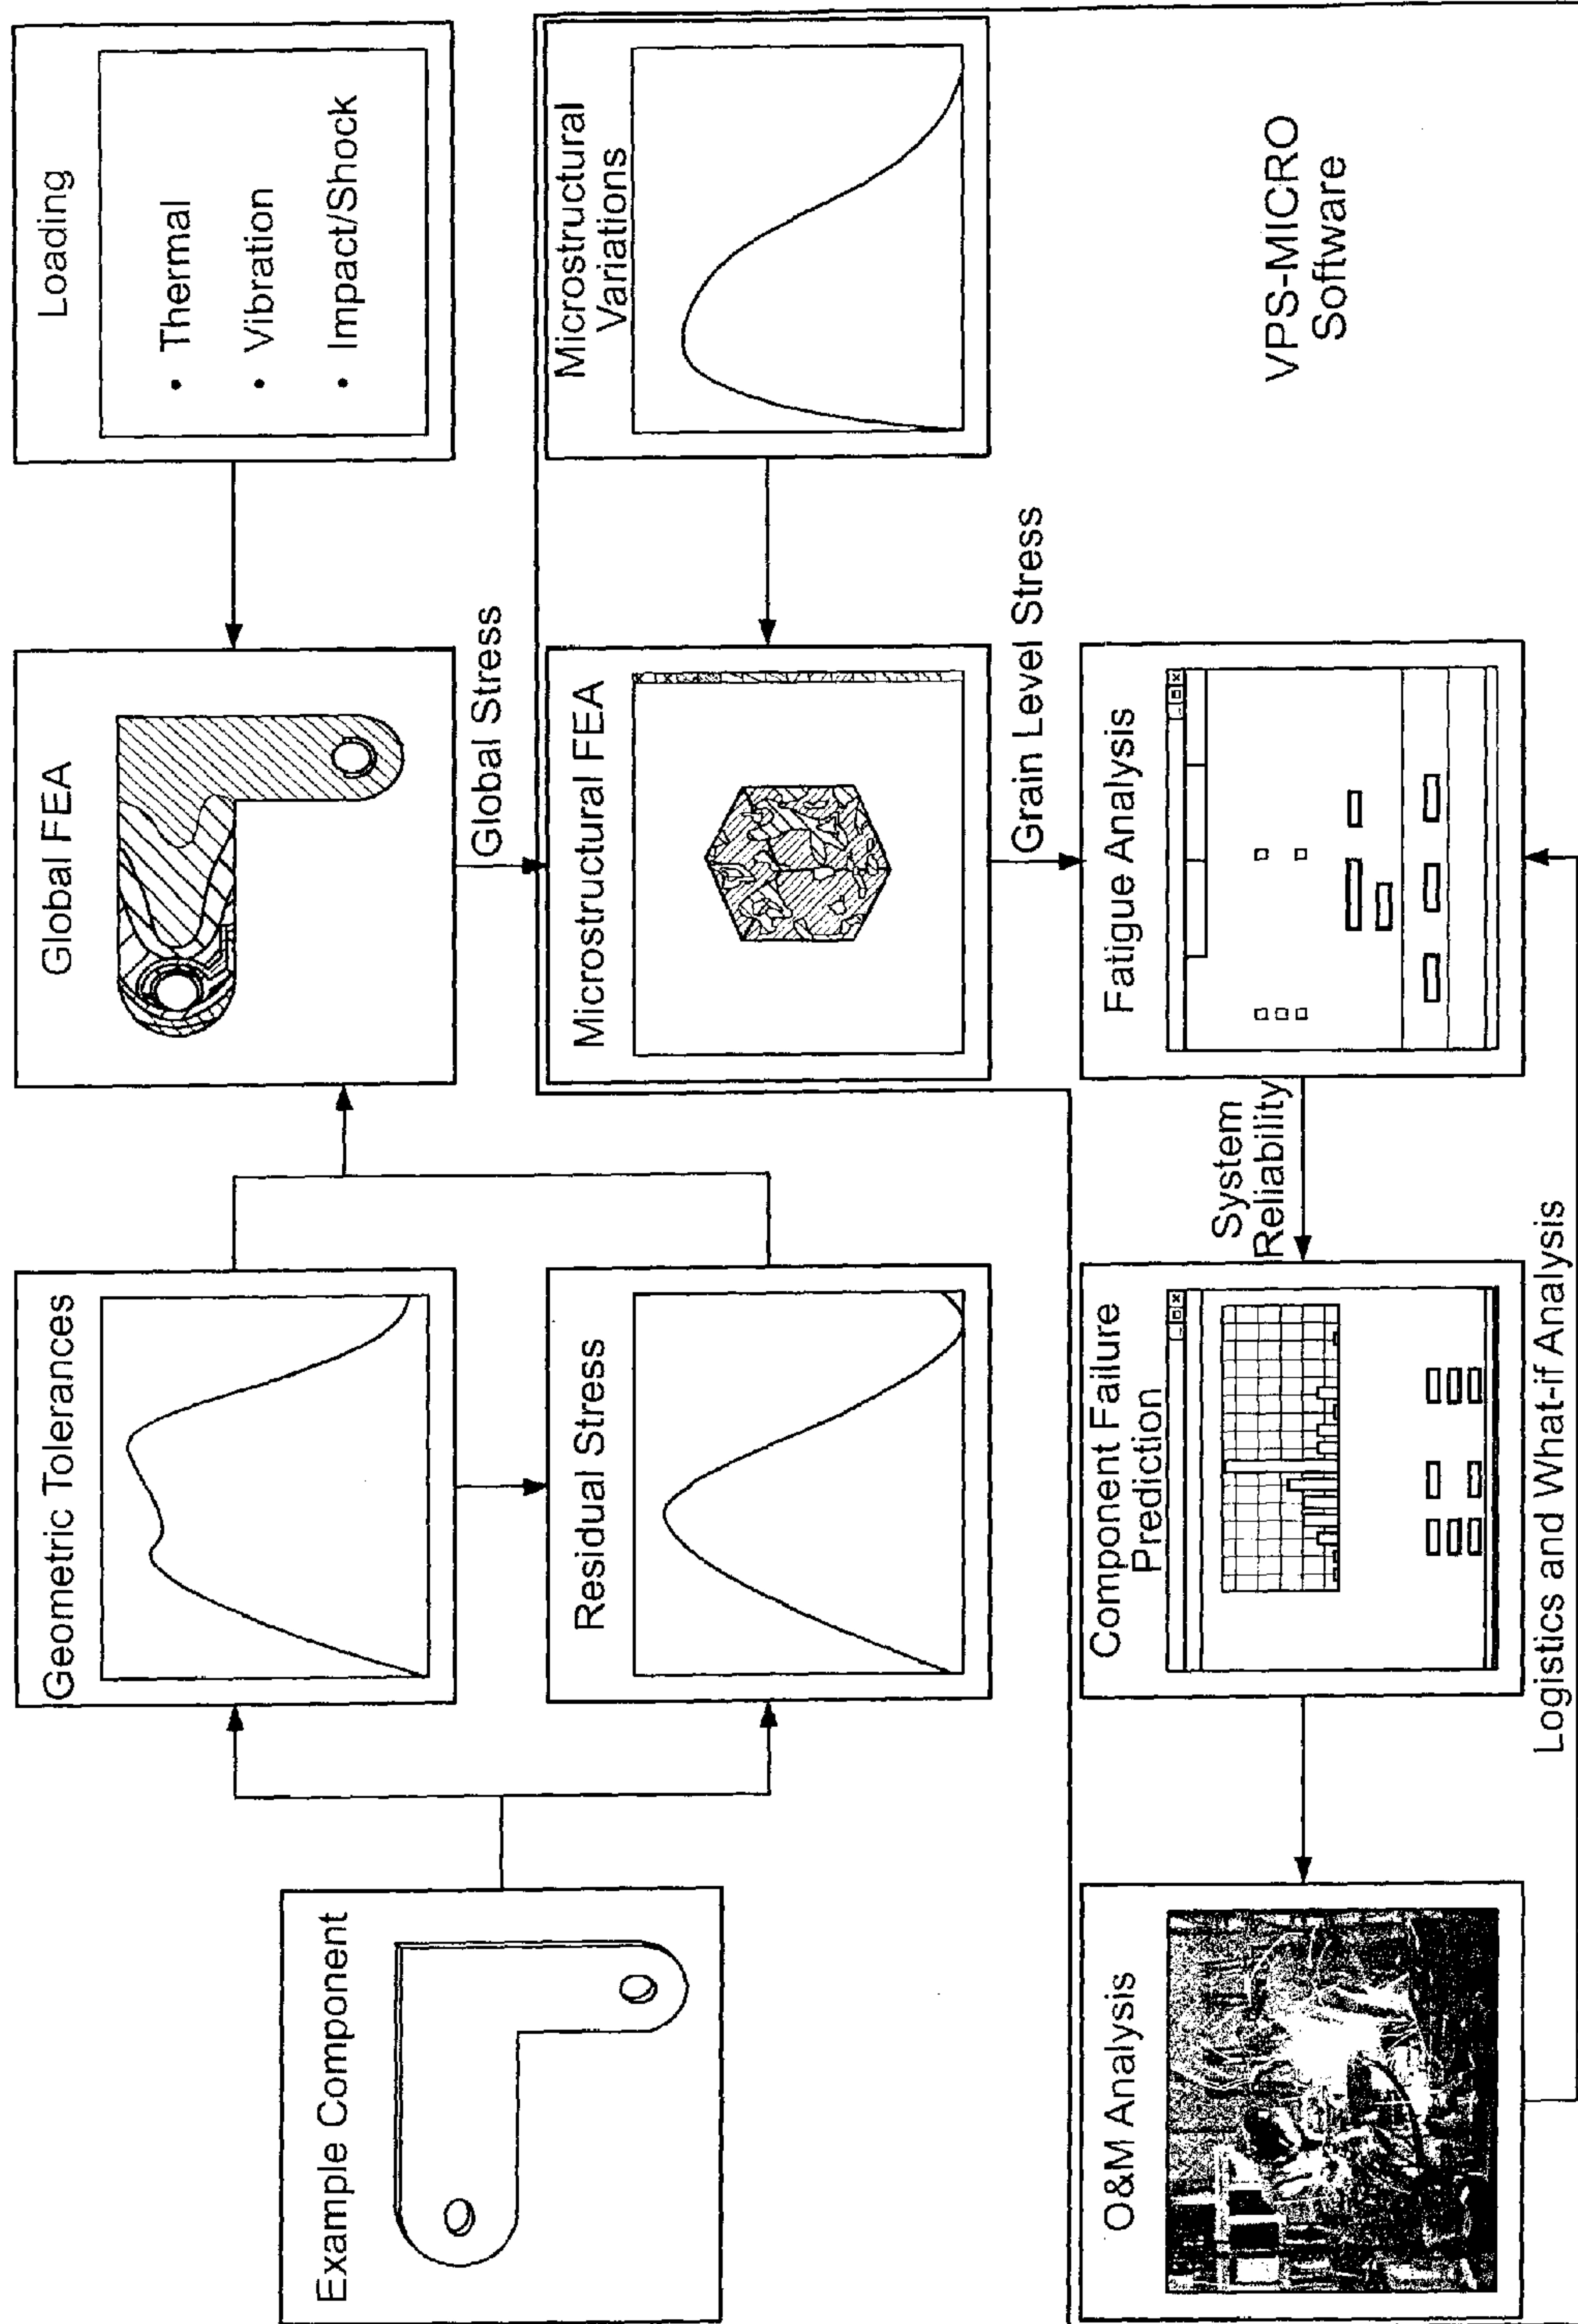 Example Component
Geometric Tolerances
Residual Stress
Global FEA
Loading
• Thermal
• Vibration
• Impact/Shock
Global Stress
Microstructural FEA
Microstructural
Variations
Grain Level Stress
Fatigue Analysis
System
Reliability
Component Failure
Prediction
O&M Analysis
Logistics and What-if Analysis
VPS-MICRO
Software